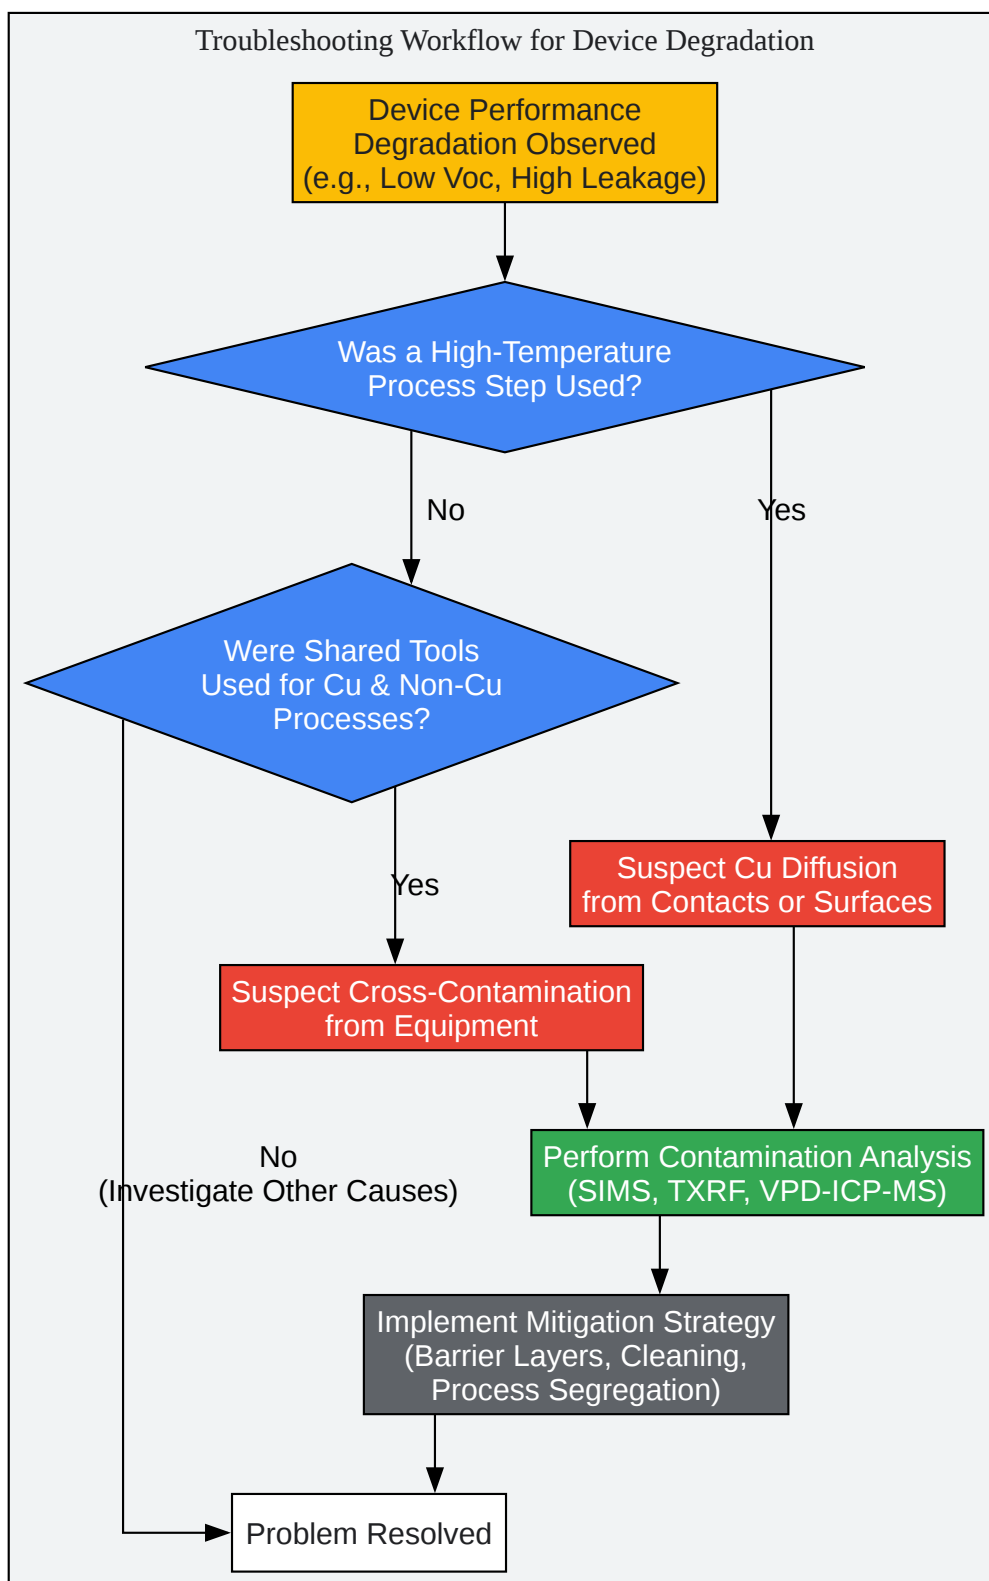 Troubleshooting Workflow for Device Degradation
Device Performance
Degradation Observed
(e.g., Low Voc, High Leakage)
Was a High-Temperature
Process Step Used?
No
Yes
Were Shared Tools
Used for Cu & Non-Cu
Processes?
Suspect Cu Diffusion
from Contacts or Surfaces
Yes
Suspect Cross-Contamination
from Equipment
No
(Investigate Other Causes)
Perform Contamination Analysis
(SIMS, TXRF, VPD-ICP-MS)
Implement Mitigation Strategy
(Barrier Layers, Cleaning,
Process Segregation)
Problem Resolved